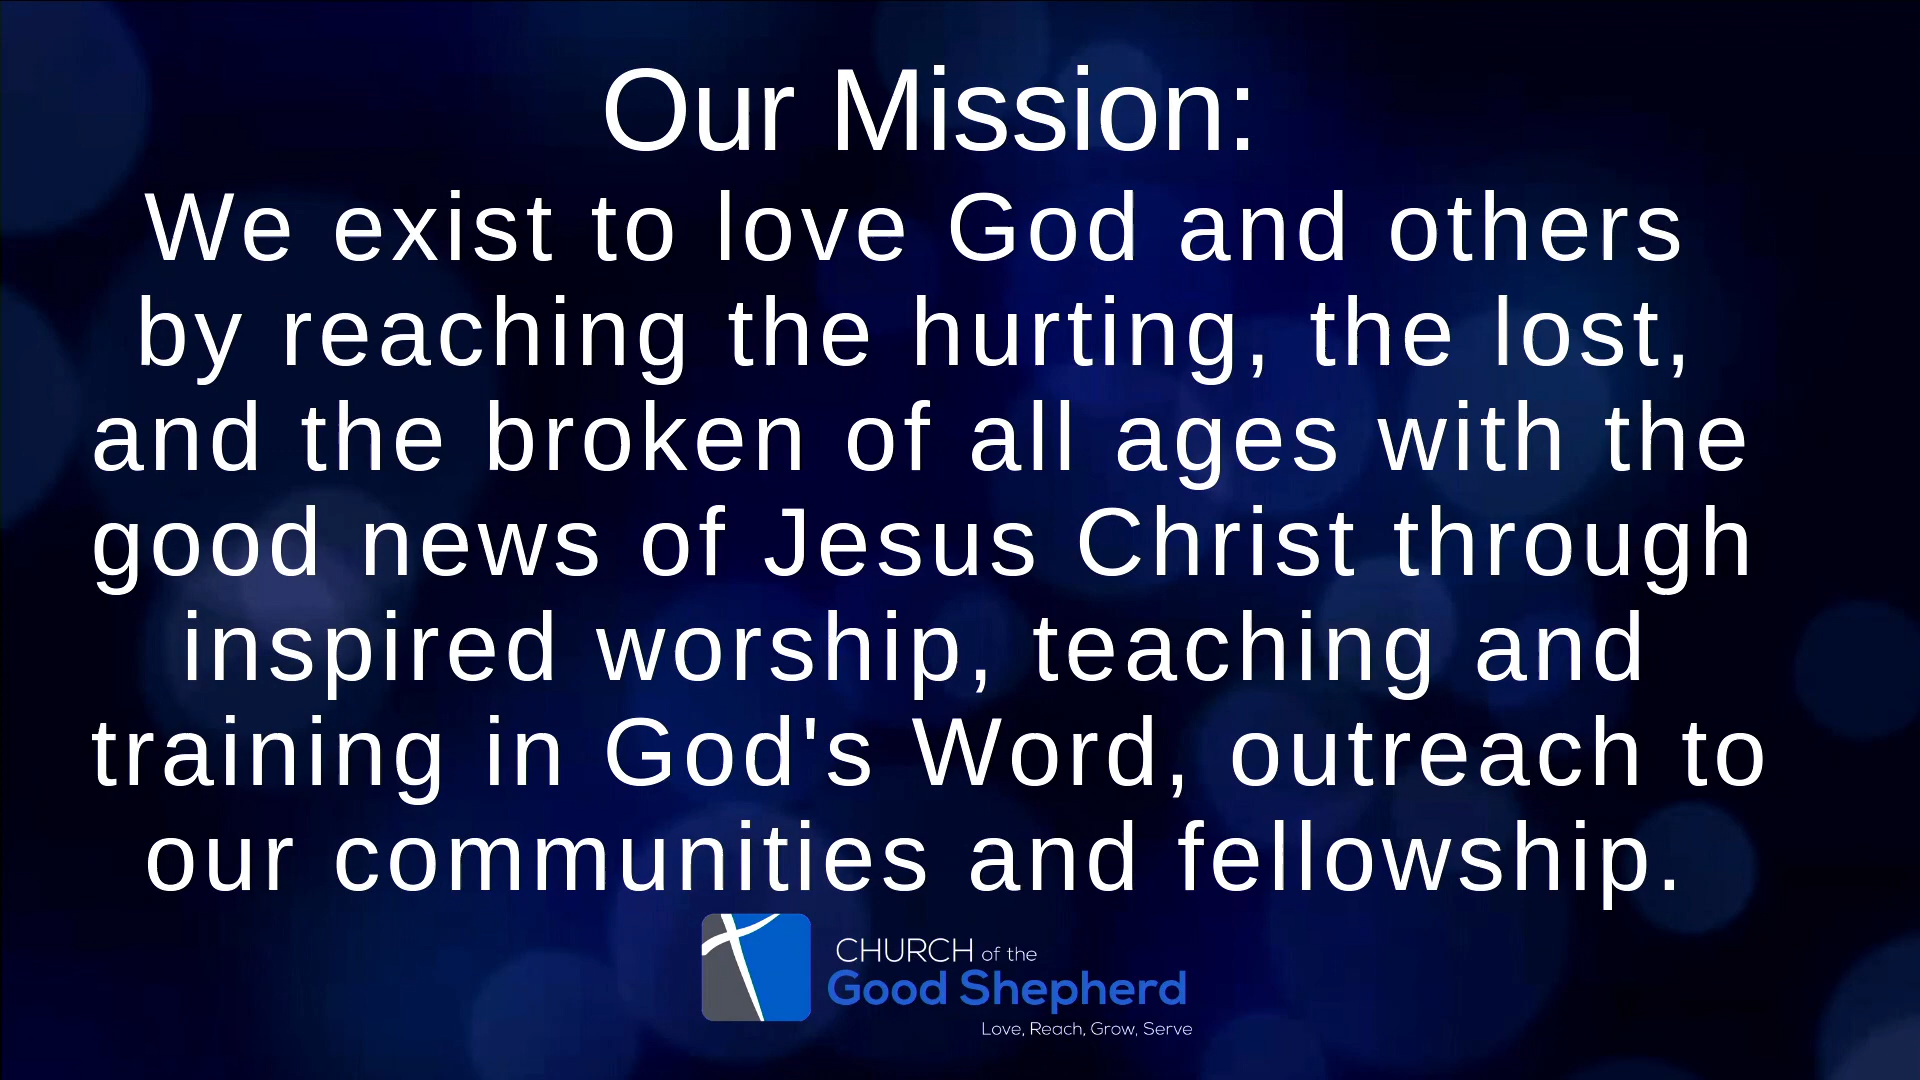 Our Mission:
We exist to love God and others
by reaching the hurting, the lost,
and the broken of all ages with the
good news of Jesus Christ through
inspired worship, teaching and
training in God's Word, outreach to
our communities and fellowship.
CHURCH of the
Good Shepherd
Love, Reach, Grow, Serve